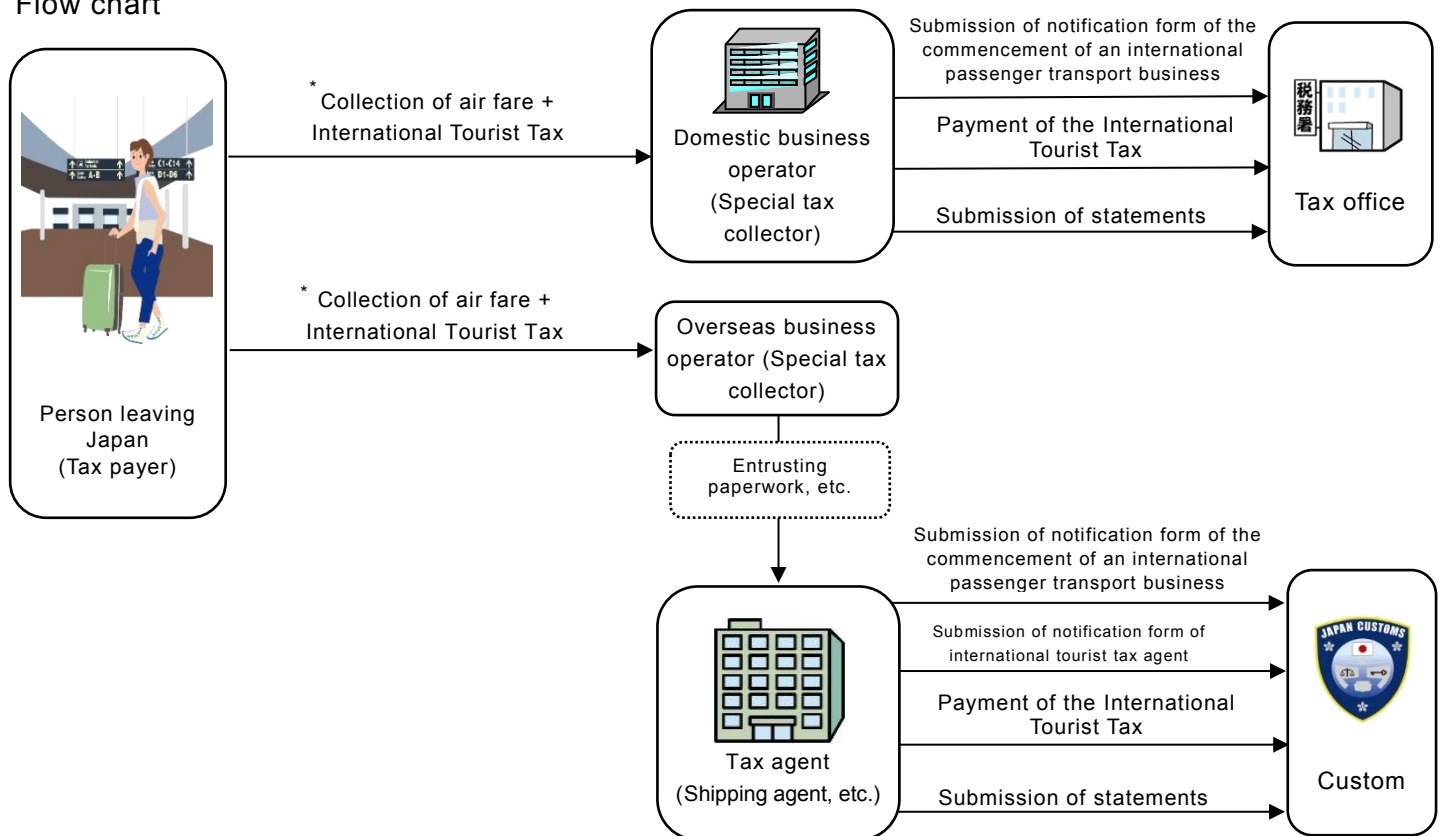 Flow chart
A-B
C1-C14
D1-D6
Person leaving
Japan
(Tax payer)
* Collection of air fare +
International Tourist Tax
* Collection of air fare +
International Tourist Tax
Domestic business
operator
(Special tax
collector)
Submission of notification form of the
commencement of an international
passenger transport business
Payment of the International
Tourist Tax
Submission of statements
税務署
Tax office
Overseas business
operator (Special tax
collector)
Entrusting
paperwork, etc.
Tax agent
(Shipping agent, etc.)
Submission of notification form of the
commencement of an international
passenger transport business
Submission of notification form of
international tourist tax agent
Payment of the International
Tourist Tax
Submission of statements
JAPAN CUSTOMS
Custom